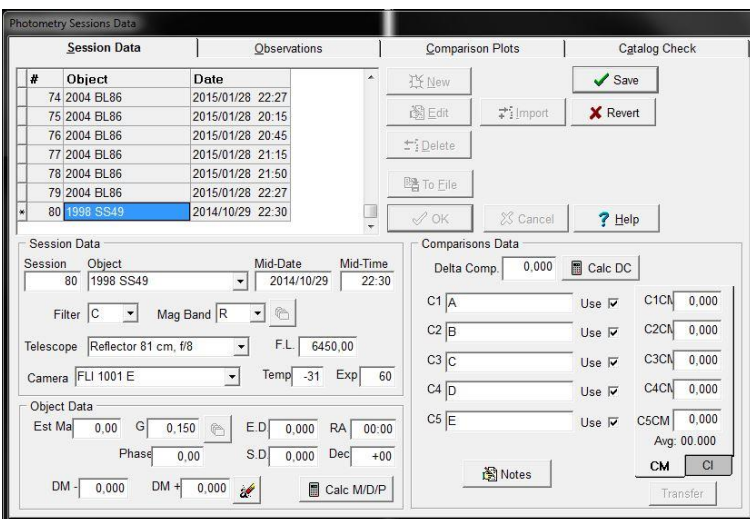 Photometry Sessions Data
Session Data Observations Comparison Plots Catalog Check
# Object Date
74 2004 BL86 2015/01/28 22:27
75 2004 BL86 2015/01/28 20:15
76 2004 BL86 2015/01/28 20:45
77 2004 BL86 2015/01/28 21:15
78 2004 BL86 2015/01/28 21:50
79 2004 BL86 2015/01/28 22:27
* 80 1998 SS49 2014/10/29 22:30
New Save
Edit Import Revert
Delete
To File
OK Cancel Help
Session Data
Session Object Mid-Date Mid-Time
80 1998 SS49 2014/10/29 22:30
Filter C Mag Band R
Telescope Reflector 81 cm, f/8 F.L. 6450,00
Camera FLI 1001 E Temp -31 Exp 60
Object Data
Est Ma 0,00 G 0,150 E.D. 0,000 RA 00:00
Phase 0,00 S.D. 0,000 Dec +00
DM - 0,000 DM + 0,000 Calc M/D/P
Comparisons Data
Delta Comp. 0,000 Calc DC
C1 A Use C1CM 0,000
C2 B Use C2CM 0,000
C3 C Use C3CM 0,000
C4 D Use C4CM 0,000
C5 E Use C5CM 0,000
Avg: 00.000
CM CI
Notes
Transfer